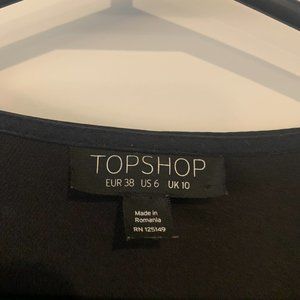 TOPSHOP
EUR 38 US 6 UK 10
Made in
Romania
RN 125149